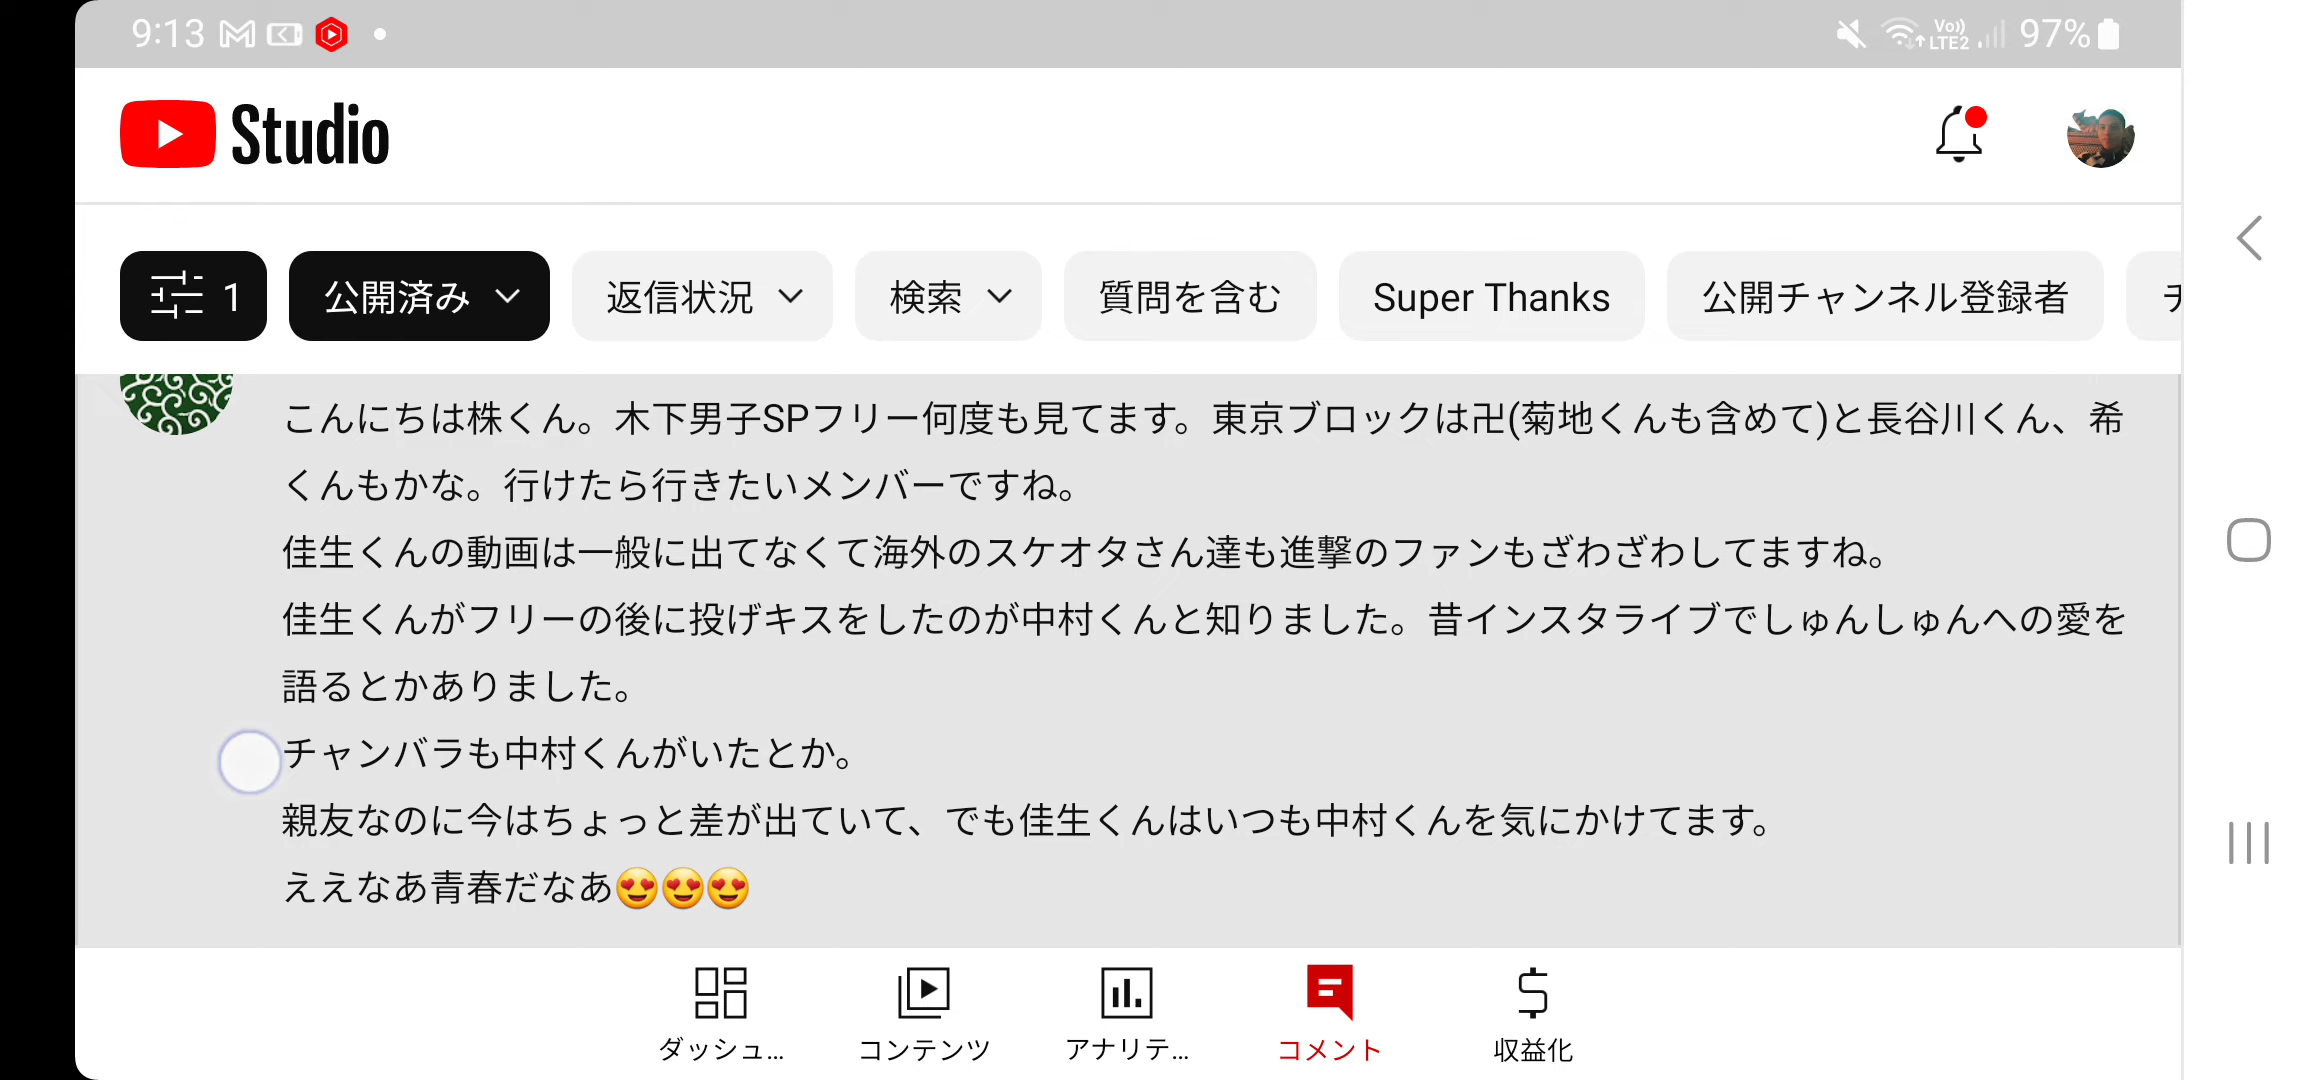 9:13
Vo)) LTE2 97%
Studio
1 公開済み 返信状況 検索 質問を含む Super Thanks 公開チャンネル登録者 チ
こんにちは株くん。木下男子SPフリー何度も見てます。東京ブロックは卍(菊地くんも含めて)と長谷川くん、希
くんもかな。行けたら行きたいメンバーですね。
佳生くんの動画は一般に出てなくて海外のスケオタさん達も進撃のファンもざわざわしてますね。
佳生くんがフリーの後に投げキスをしたのが中村くんと知りました。昔インスタライブでしゅんしゅんへの愛を
語るとかありました。
チャンバラも中村くんがいたとか。
親友なのに今はちょっと差が出ていて、でも佳生くんはいつも中村くんを気にかけてます。
ええなあ青春だなあ😍😍😍
ダッシュ... コンテンツ アナリテ... コメント 収益化